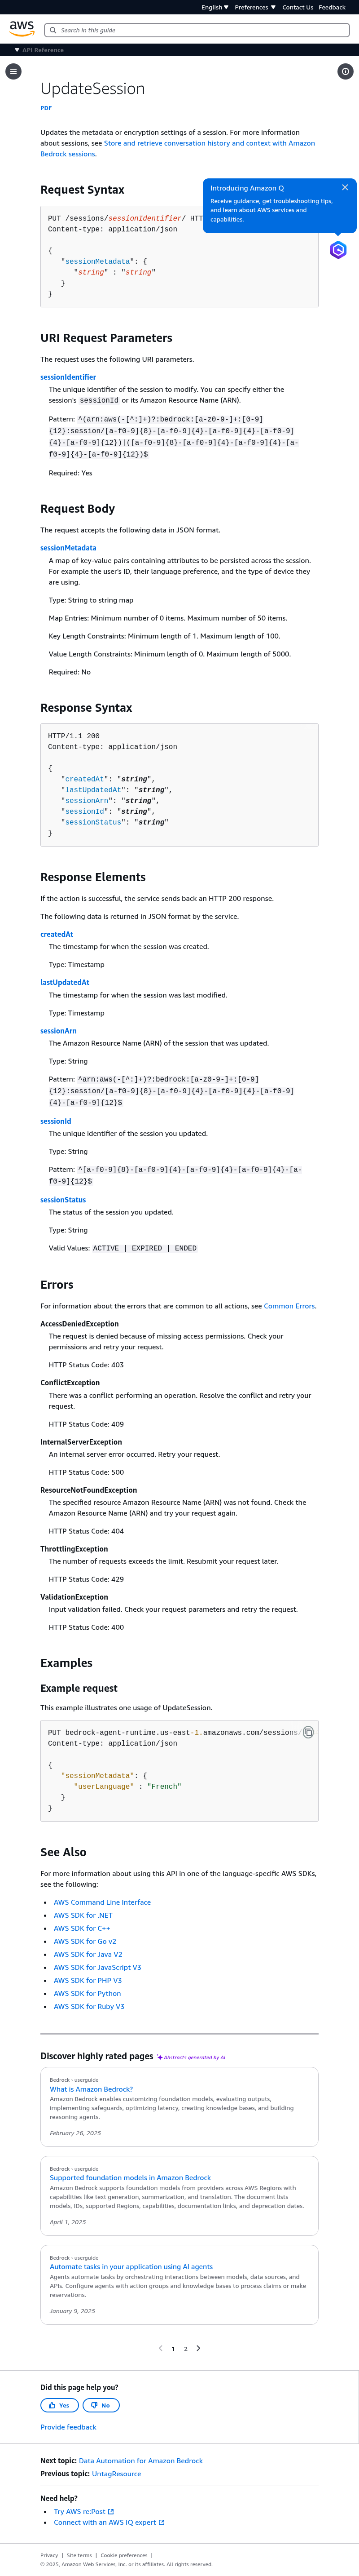 English
Preferences
Contact Us
Feedback
aws
Search in this guide
API Reference
UpdateSession
PDF
Updates the metadata or encryption settings of a session. For more information
about sessions, see Store and retrieve conversation history and context with Amazon
Bedrock sessions.
Request Syntax
Introducing Amazon Q
Receive guidance, get troubleshooting tips,
and learn about AWS services and
capabilities.
PUT /sessions/sessionIdentifier/ HTT
Content-type: application/json
{
"sessionMetadata": {
"string" : "string"
}
}
URI Request Parameters
The request uses the following URI parameters.
sessionIdentifier
The unique identifier of the session to modify. You can specify either the
session's sessionId or its Amazon Resource Name (ARN).
Pattern: ^(arn:aws(-[^:]+)?:bedrock:[a-z0-9-]+:[0-9]
{12}:session/[a-f0-9]{8}-[a-f0-9]{4}-[a-f0-9]{4}-[a-f0-9]
{4}-[a-f0-9]{12})|([a-f0-9]{8}-[a-f0-9]{4}-[a-f0-9]{4}-[a-
f0-9]{4}-[a-f0-9]{12})$
Required: Yes
Request Body
The request accepts the following data in JSON format.
sessionMetadata
A map of key-value pairs containing attributes to be persisted across the session.
For example the user's ID, their language preference, and the type of device they
are using.
Type: String to string map
Map Entries: Minimum number of 0 items. Maximum number of 50 items.
Key Length Constraints: Minimum length of 1. Maximum length of 100.
Value Length Constraints: Minimum length of 0. Maximum length of 5000.
Required: No
Response Syntax
HTTP/1.1 200
Content-type: application/json
{
"createdAt": "string",
"lastUpdatedAt": "string",
"sessionArn": "string",
"sessionId": "string",
"sessionStatus": "string"
}
Response Elements
If the action is successful, the service sends back an HTTP 200 response.
The following data is returned in JSON format by the service.
createdAt
The timestamp for when the session was created.
Type: Timestamp
lastUpdatedAt
The timestamp for when the session was last modified.
Type: Timestamp
sessionArn
The Amazon Resource Name (ARN) of the session that was updated.
Type: String
Pattern: ^arn:aws(-[^:]+)?:bedrock:[a-z0-9-]+:[0-9]
{12}:session/[a-f0-9]{8}-[a-f0-9]{4}-[a-f0-9]{4}-[a-f0-9]
{4}-[a-f0-9]{12}$
sessionId
The unique identifier of the session you updated.
Type: String
Pattern: ^[a-f0-9]{8}-[a-f0-9]{4}-[a-f0-9]{4}-[a-f0-9]{4}-[a-
f0-9]{12}$
sessionStatus
The status of the session you updated.
Type: String
Valid Values: ACTIVE | EXPIRED | ENDED
Errors
For information about the errors that are common to all actions, see Common Errors.
AccessDeniedException
The request is denied because of missing access permissions. Check your
permissions and retry your request.
HTTP Status Code: 403
ConflictException
There was a conflict performing an operation. Resolve the conflict and retry your
request.
HTTP Status Code: 409
InternalServerException
An internal server error occurred. Retry your request.
HTTP Status Code: 500
ResourceNotFoundException
The specified resource Amazon Resource Name (ARN) was not found. Check the
Amazon Resource Name (ARN) and try your request again.
HTTP Status Code: 404
ThrottlingException
The number of requests exceeds the limit. Resubmit your request later.
HTTP Status Code: 429
ValidationException
Input validation failed. Check your request parameters and retry the request.
HTTP Status Code: 400
Examples
Example request
This example illustrates one usage of UpdateSession.
PUT bedrock-agent-runtime.us-east-1.amazonaws.com/sessions/
Content-type: application/json
{
"sessionMetadata": {
"userLanguage" : "French"
}
}
See Also
For more information about using this API in one of the language-specific AWS SDKs,
see the following:
• AWS Command Line Interface
• AWS SDK for .NET
• AWS SDK for C++
• AWS SDK for Go v2
• AWS SDK for Java V2
• AWS SDK for JavaScript V3
• AWS SDK for PHP V3
• AWS SDK for Python
• AWS SDK for Ruby V3
Discover highly rated pages Abstracts generated by AI
Bedrock › userguide
What is Amazon Bedrock?
Amazon Bedrock enables customizing foundation models, evaluating outputs,
implementing safeguards, optimizing latency, creating knowledge bases, and building
reasoning agents.
February 26, 2025
Bedrock › userguide
Supported foundation models in Amazon Bedrock
Amazon Bedrock supports foundation models from providers across AWS Regions with
capabilities like text generation, summarization, and translation. The document lists
models, IDs, supported Regions, capabilities, documentation links, and deprecation dates.
April 1, 2025
Bedrock › userguide
Automate tasks in your application using AI agents
Agents automate tasks by orchestrating interactions between models, data sources, and
APIs. Configure agents with action groups and knowledge bases to process claims or make
reservations.
January 9, 2025
1 2
Did this page help you?
Yes
No
Provide feedback
Next topic: Data Automation for Amazon Bedrock
Previous topic: UntagResource
Need help?
• Try AWS re:Post
• Connect with an AWS IQ expert
Privacy | Site terms | Cookie preferences |
© 2025, Amazon Web Services, Inc. or its affiliates. All rights reserved.